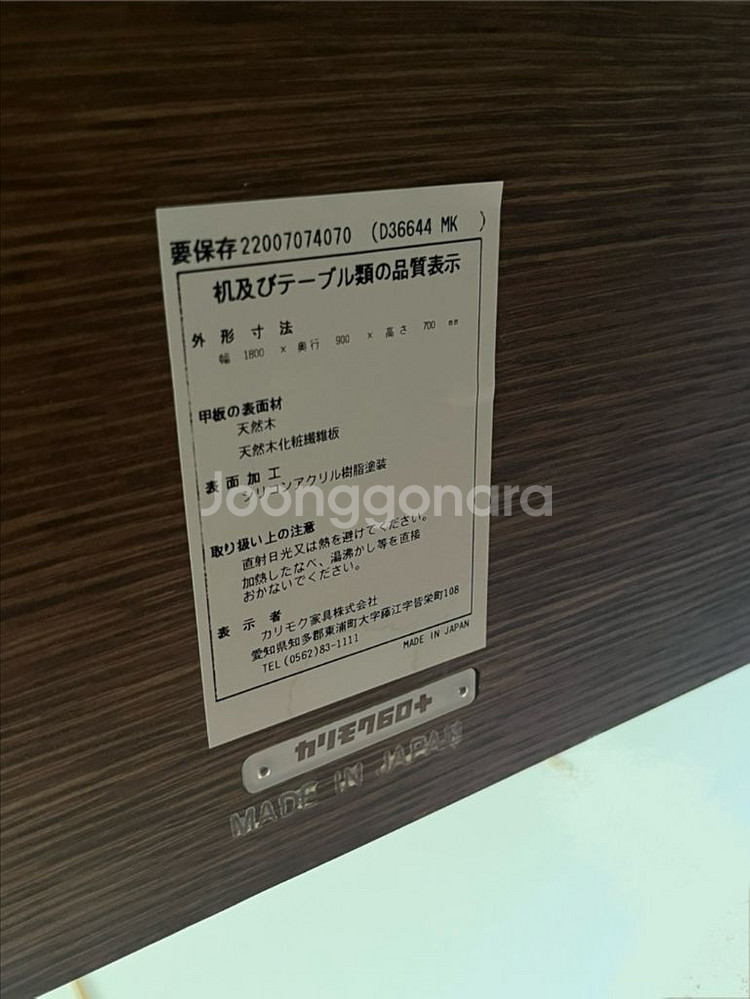 要保存22007074070 (D36644 MK )
机及びテーブル類の品質表示
外形寸法
幅 1800 × 奥行 900 × 高さ 700 mm
甲板の表面材
天然木
天然木化粧繊維板
表面加工
シリコンアクリル樹脂塗装
Joonggonara
取り扱い上の注意
直射日光又は熱を避けてください。
加熱したなべ、湯沸かし等を直接
おかないでください。
表示者
カリモク家具株式会社
愛知県知多郡東浦町大字藤江字皆栄町108
TEL(0562)83-1111
MADE IN JAPAN
カリモク60+
MADE IN JAPAN